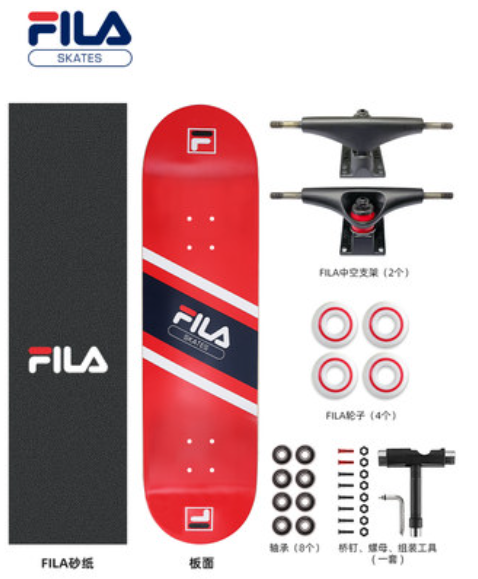 FILA
SKATES
FILA
FILA
SKATES
FILA中空支架（2个）
FILA轮子（4个）
轴承（8个）
桥钉、螺母、组装工具
（一套）
FILA砂纸
板面